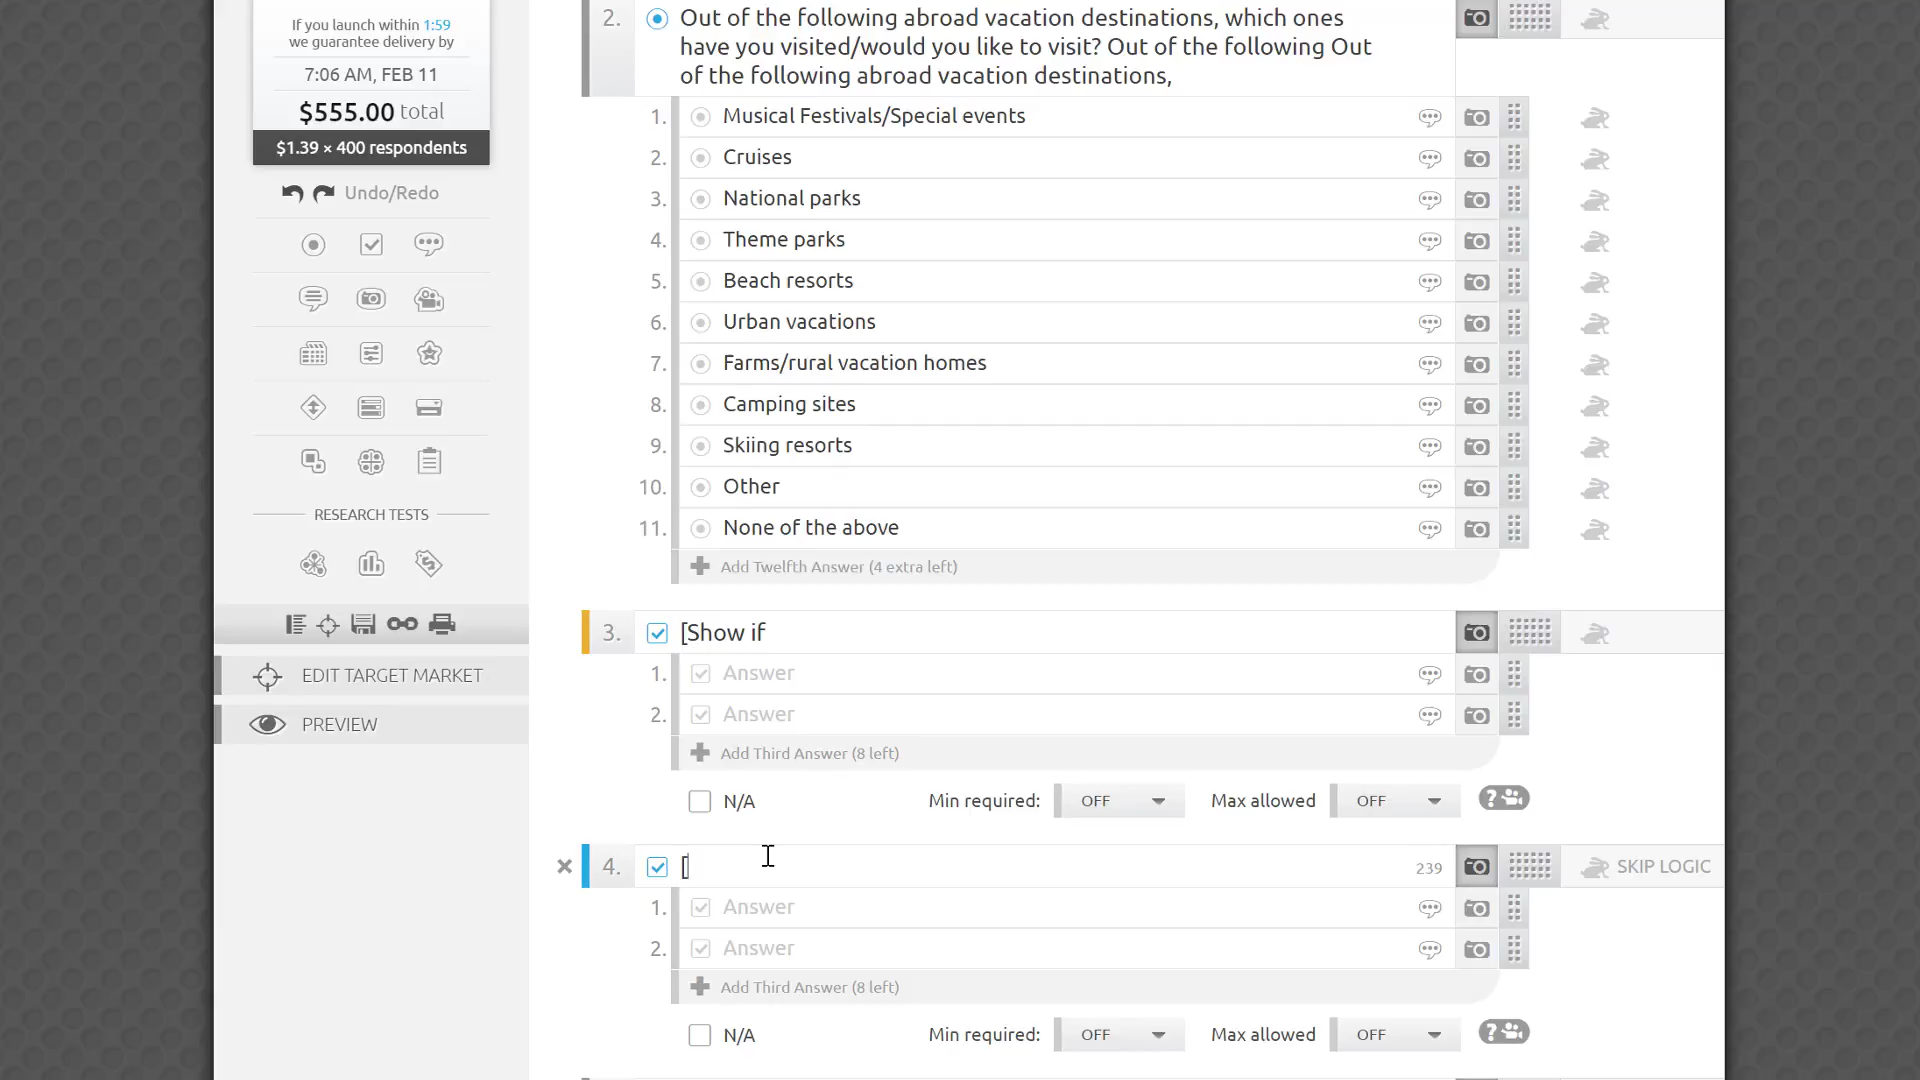 If you launch within 1:59
we guarantee delivery by
7:06 AM, FEB 11
$555.00 total
$1.39 × 400 respondents
Undo/Redo
RESEARCH TESTS
EDIT TARGET MARKET
PREVIEW
2. Out of the following abroad vacation destinations, which ones
have you visited/would you like to visit? Out of the following Out
of the following abroad vacation destinations,
1. Musical Festivals/Special events
2. Cruises
3. National parks
4. Theme parks
5. Beach resorts
6. Urban vacations
7. Farms/rural vacation homes
8. Camping sites
9. Skiing resorts
10. Other
11. None of the above
Add Twelfth Answer (4 extra left)
3. [Show if
1. Answer
2. Answer
Add Third Answer (8 left)
N/A Min required: OFF Max allowed OFF ?
4. [ 239 SKIP LOGIC
1. Answer
2. Answer
Add Third Answer (8 left)
N/A Min required: OFF Max allowed OFF ?